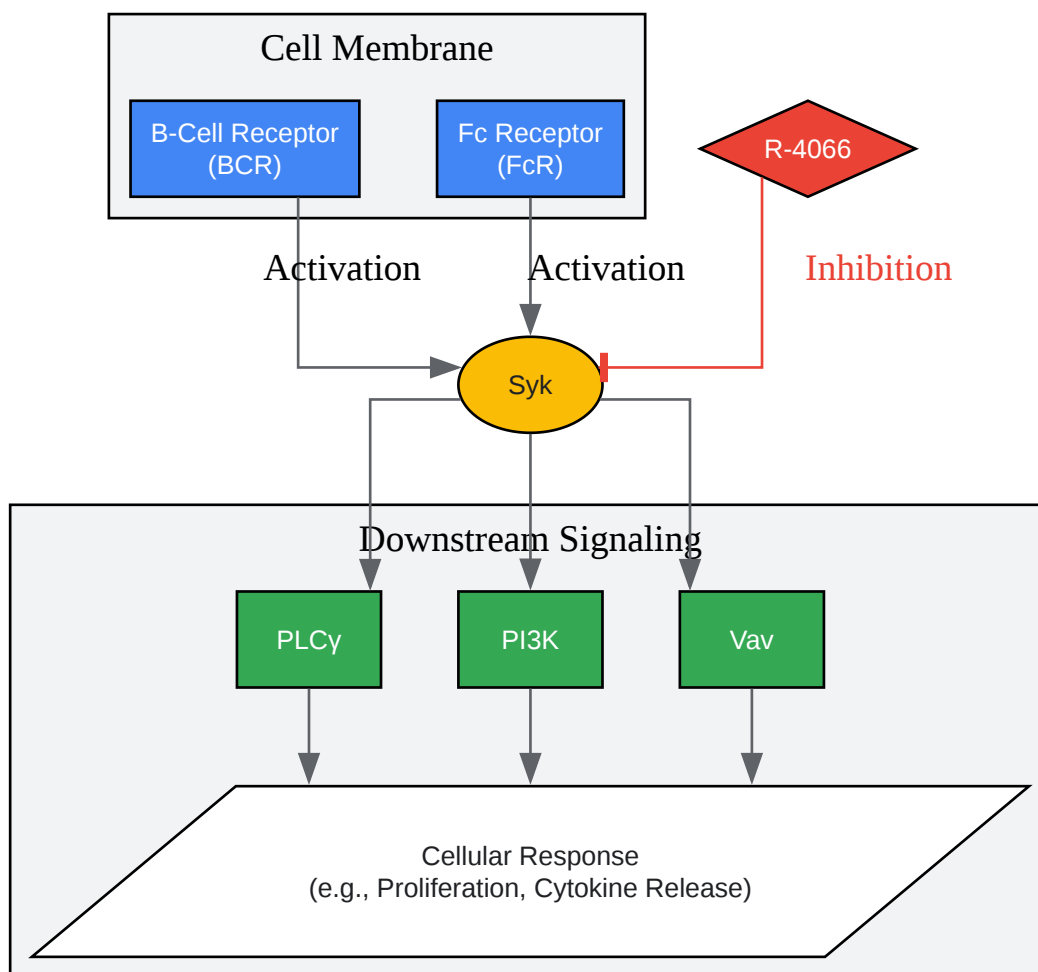 Cell Membrane
B-Cell Receptor
(BCR)
Fc Receptor
(FcR)
R-4066
Activation
Activation
Inhibition
Syk
Downstream Signaling
PLCγ
PI3K
Vav
Cellular Response
(e.g., Proliferation, Cytokine Release)